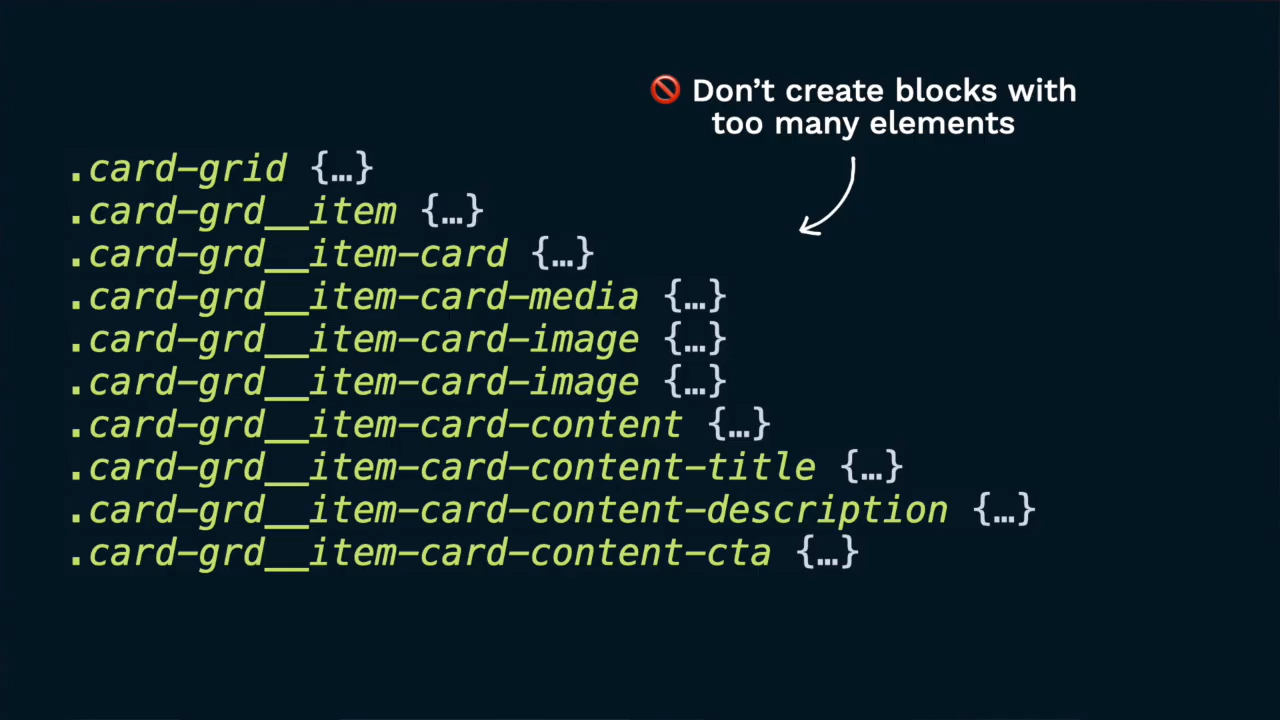 🚫 Don’t create blocks with
too many elements
.card-grid {…}
.card-grd__item {…}
.card-grd__item-card {…}
.card-grd__item-card-media {…}
.card-grd__item-card-image {…}
.card-grd__item-card-image {…}
.card-grd__item-card-content {…}
.card-grd__item-card-content-title {…}
.card-grd__item-card-content-description {…}
.card-grd__item-card-content-cta {…}